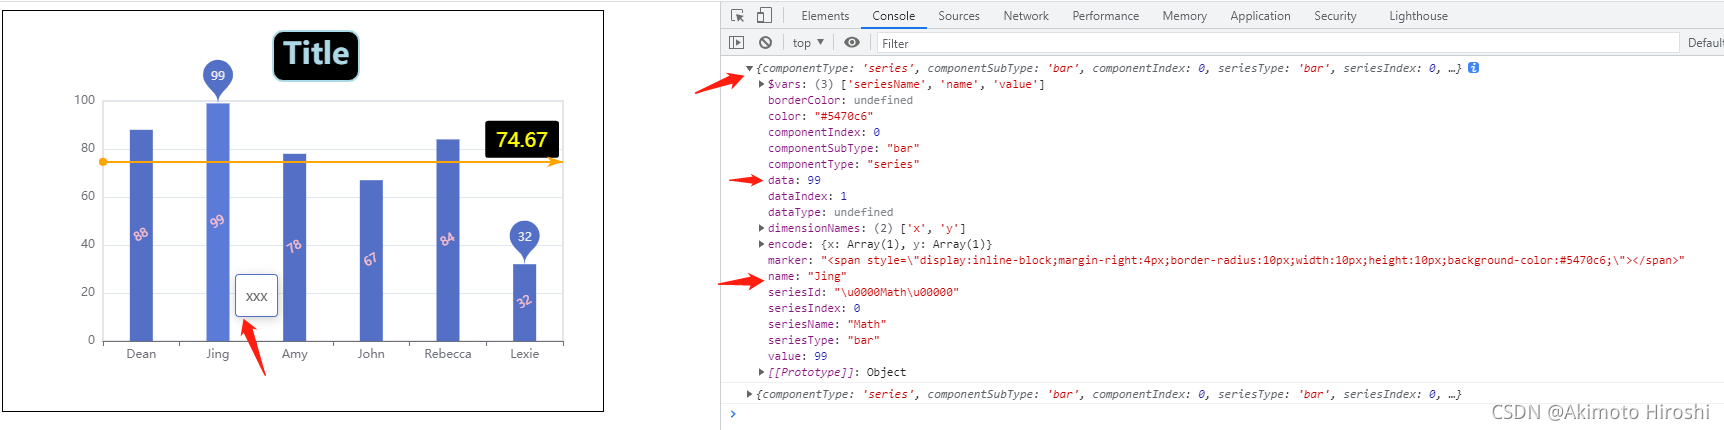 Title
99
100
80
60
40
20
0
74.67
32
88
99
78
67
84
32
xxx
Dean Jing Amy John Rebecca Lexie
Elements Console Sources Network Performance Memory Application Security Lighthouse
top ▼ Filter Default
▼{componentType: 'series', componentSubType: 'bar', componentIndex: 0, seriesType: 'bar', seriesIndex: 0, …} i
▶$vars: (3) ['seriesName', 'name', 'value']
borderColor: undefined
color: "#5470c6"
componentIndex: 0
componentSubType: "bar"
componentType: "series"
data: 99
dataIndex: 1
dataType: undefined
▶dimensionNames: (2) ['x', 'y']
▶encode: {x: Array(1), y: Array(1)}
marker: "<span style=\"display:inline-block;margin-right:4px;border-radius:10px;width:10px;height:10px;background-color:#5470c6;\"></span>"
name: "Jing"
seriesId: "\u0000Math\u00000"
seriesIndex: 0
seriesName: "Math"
seriesType: "bar"
value: 99
▶[[Prototype]]: Object
▶{componentType: 'series', componentSubType: 'bar', componentIndex: 0, seriesType: 'bar', seriesIndex: 0, …}
CSDN @Akimoto Hiroshi